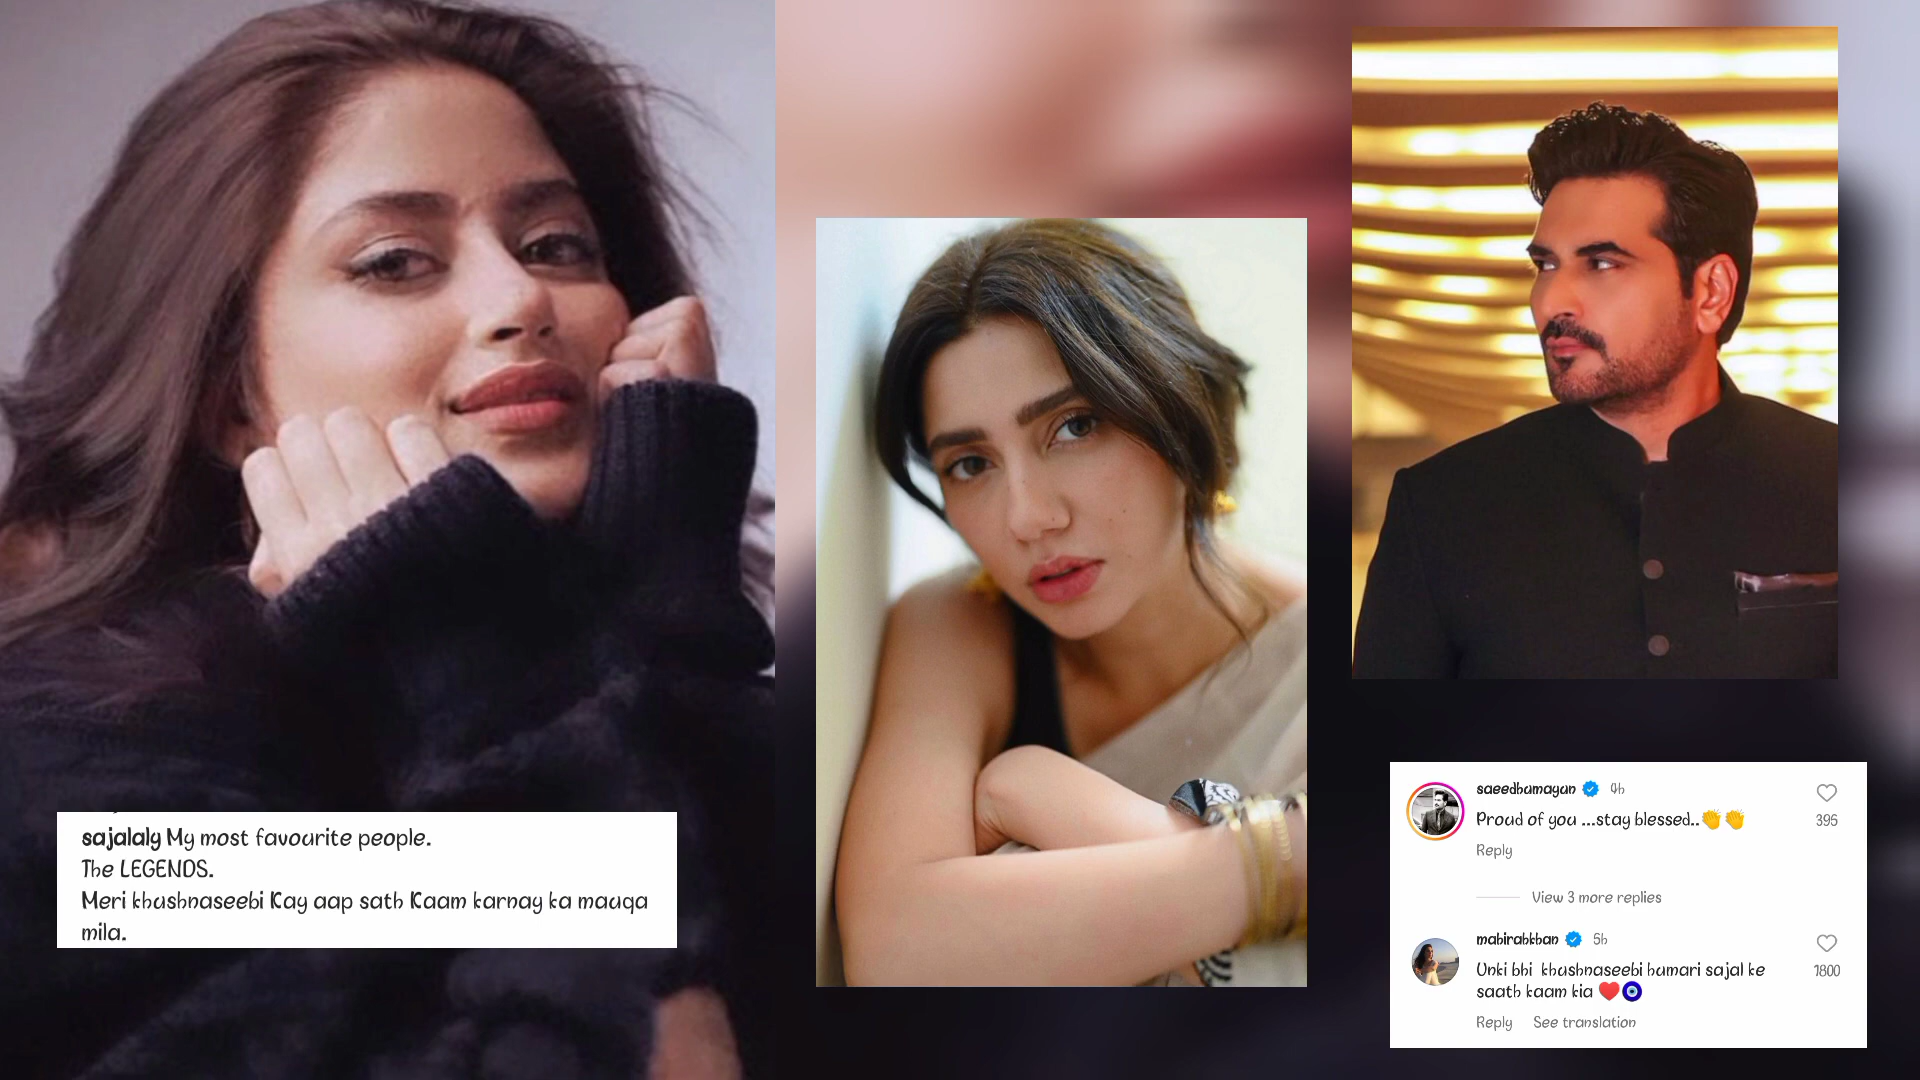 sajalaly My most favourite people.
The LEGENDS.
Meri khushnaseebi Kay aap sath Kaam karnay ka mauqa
mila.
saeedhumayun 4h
Proud of you ...stay blessed..👏👏
395
Reply
View 3 more replies
mahirahkhan 5h
Unki bhi khushnaseebi hamari sajal ke
saath kaam kia ♥️🧿
1800
Reply See translation